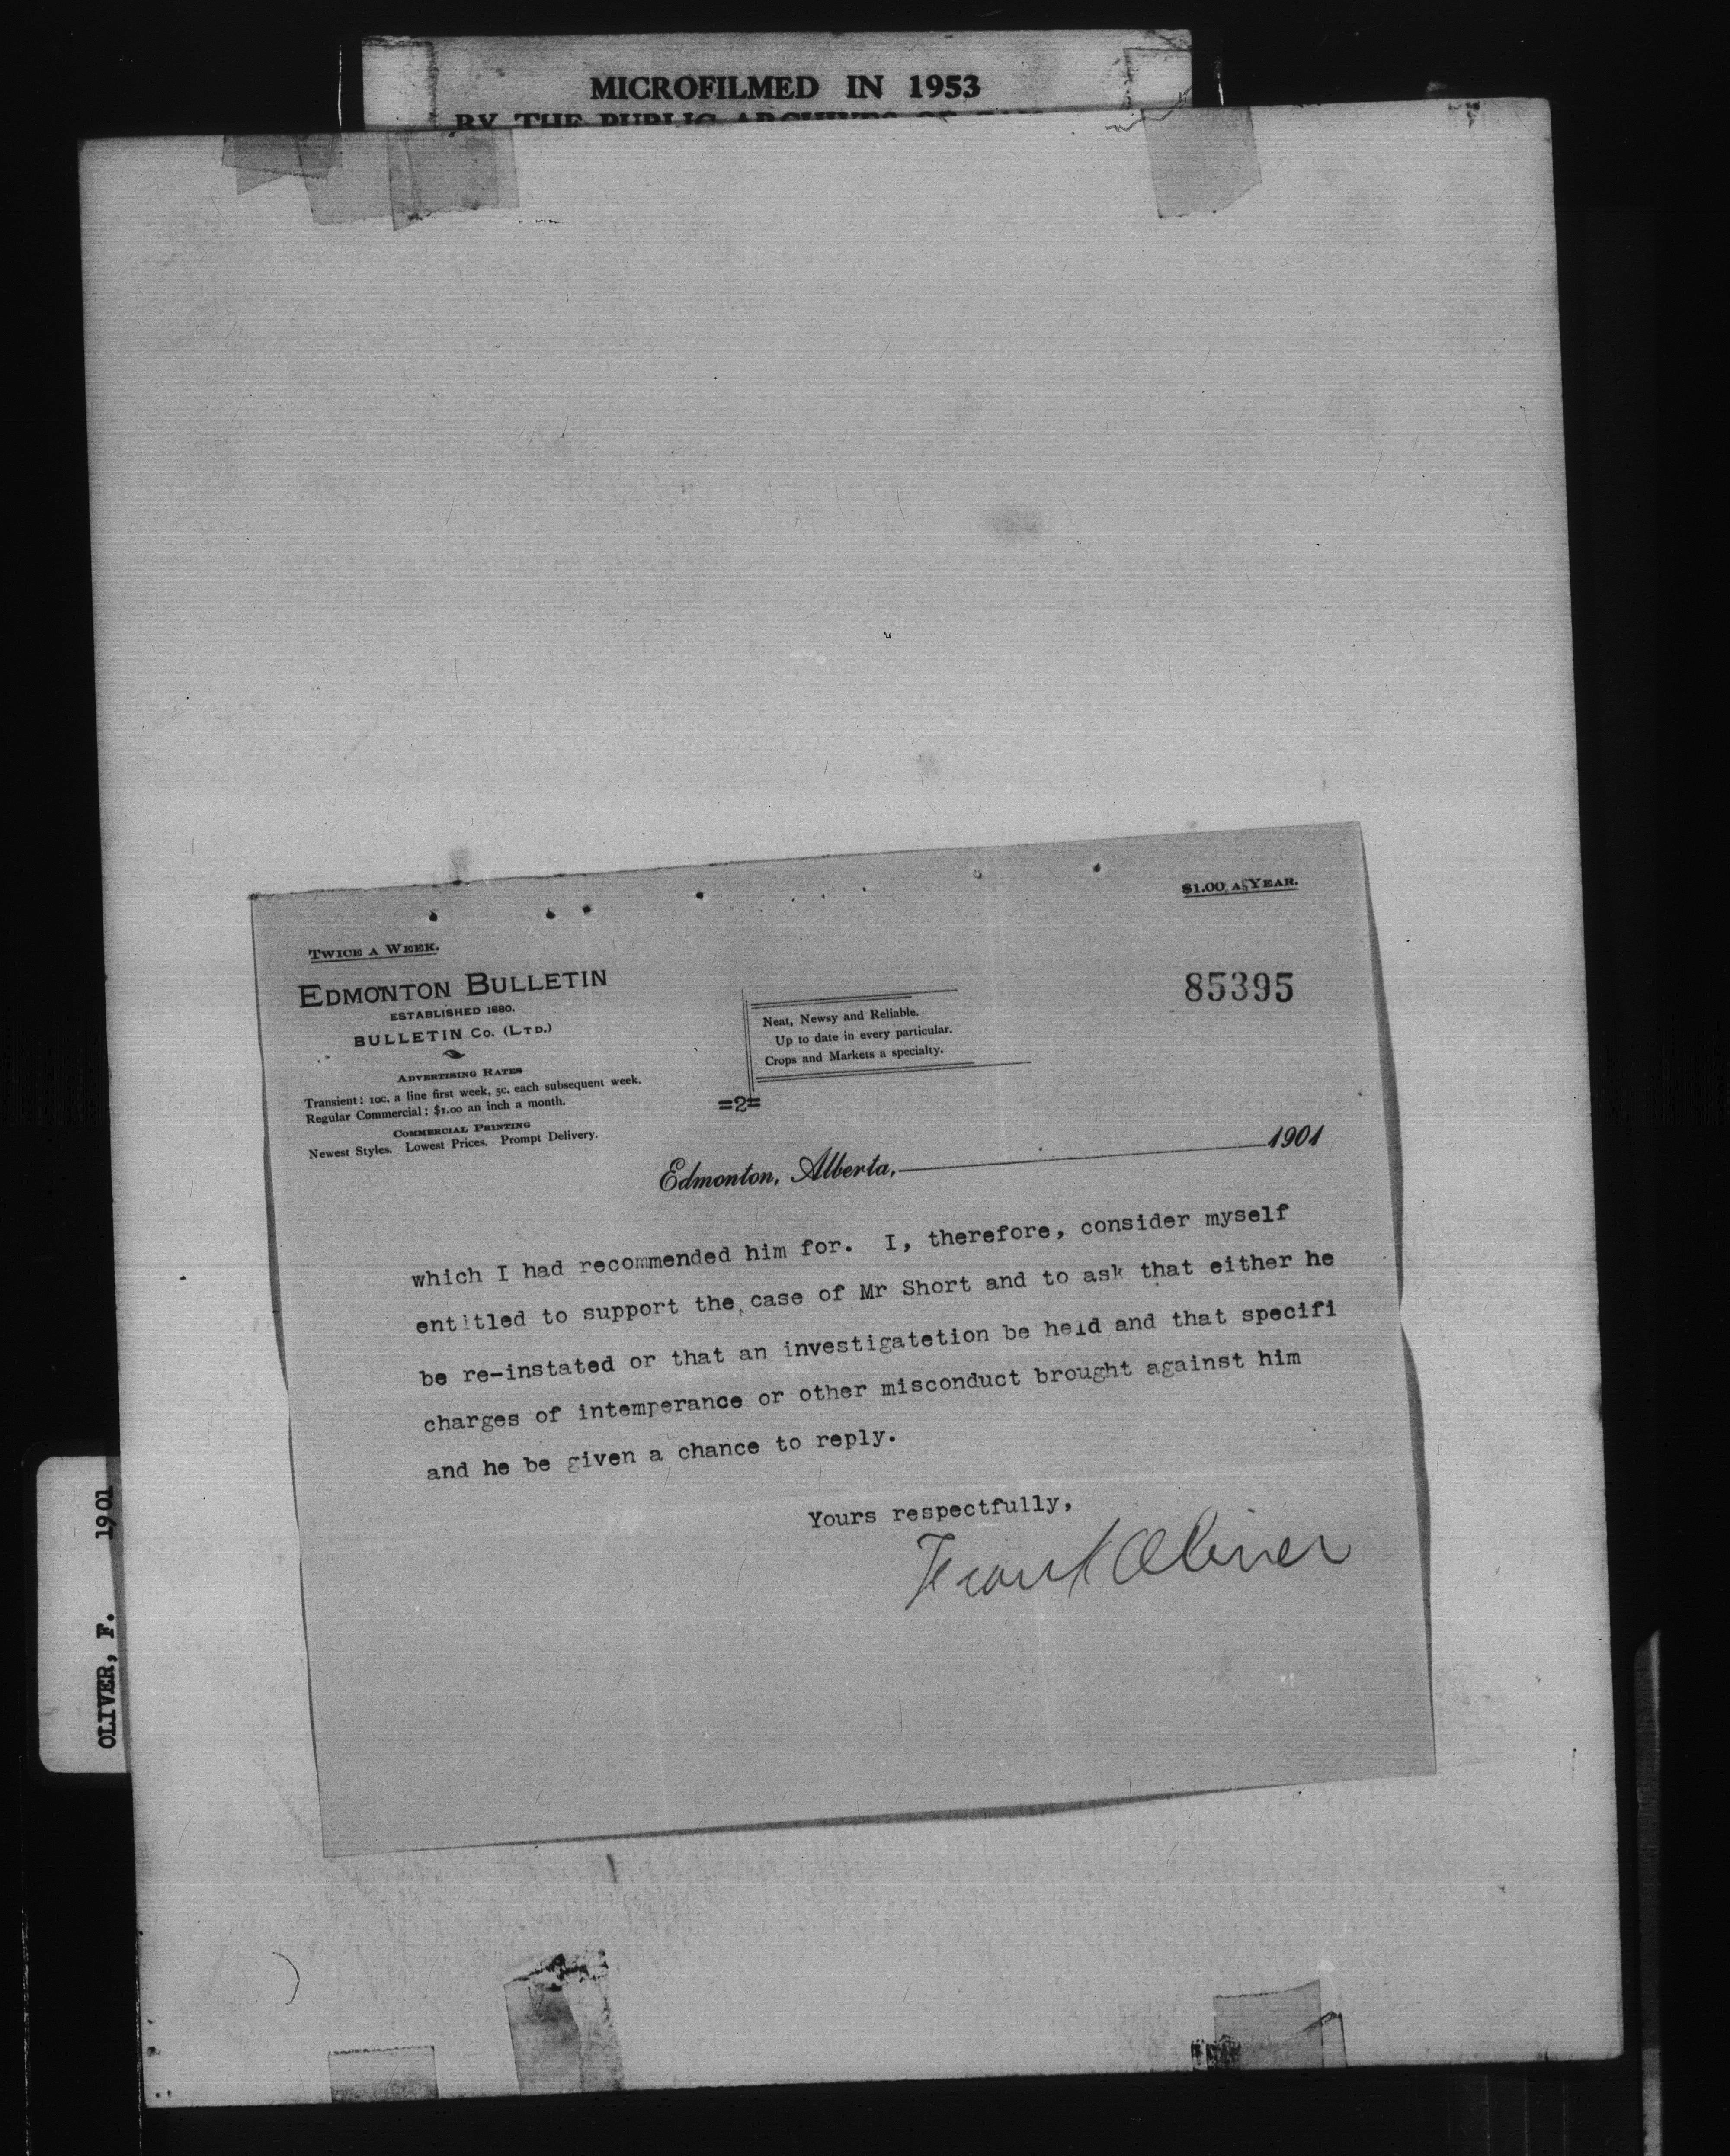 MICROFILMED IN 1953
BY THE PUBLIC ARCHIVES OF
$1.00 A YEAR.
TWICE A WEEK.
EDMONTON BULLETIN
ESTABLISHED 1880.
BULLETIN CO. (LTD.)
ADVERTISING RATES
Transient: 10c. a line first week, 5c. each subsequent week.
Regular Commercial: $1.00 an inch a month.
COMMERCIAL PRINTING
Newest Styles. Lowest Prices. Prompt Delivery.
Neat, Newsy and Reliable.
Up to date in every particular.
Crops and Markets a specialty.
85395
=2=
Edmonton, Alberta, 1901
which I had recommended him for. I, therefore, consider myself
entitled to support the case of Mr Short and to ask that either he
be re-instated or that an investigatetion be held and that specifi
charges of intemperance or other misconduct brought against him
and he be given a chance to reply.
Yours respectfully,
Frank Oliver
OLIVER, F. 1901